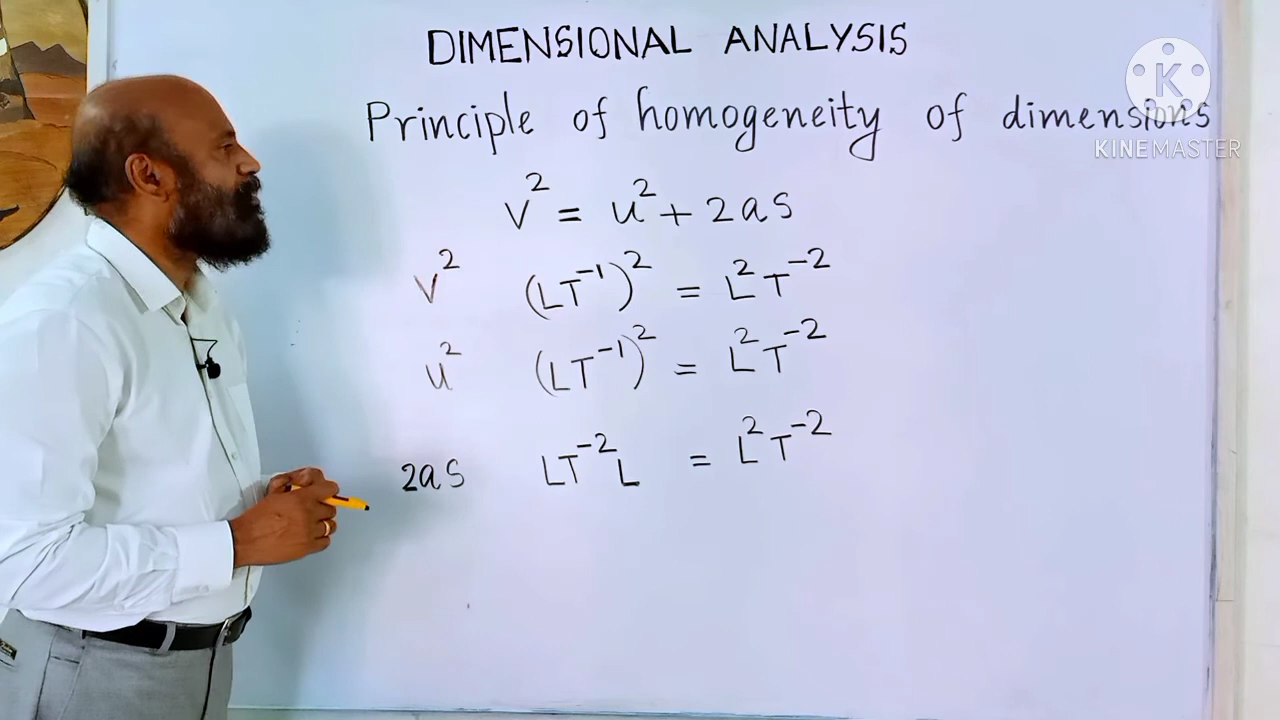 DIMENSIONAL ANALYSIS
K
KINEMASTER
Principle of homogeneity of dimensions
v² = u² + 2as
v² (LT⁻¹)² = L²T⁻²
u² (LT⁻¹)² = L²T⁻²
2as LT⁻²L = L²T⁻²